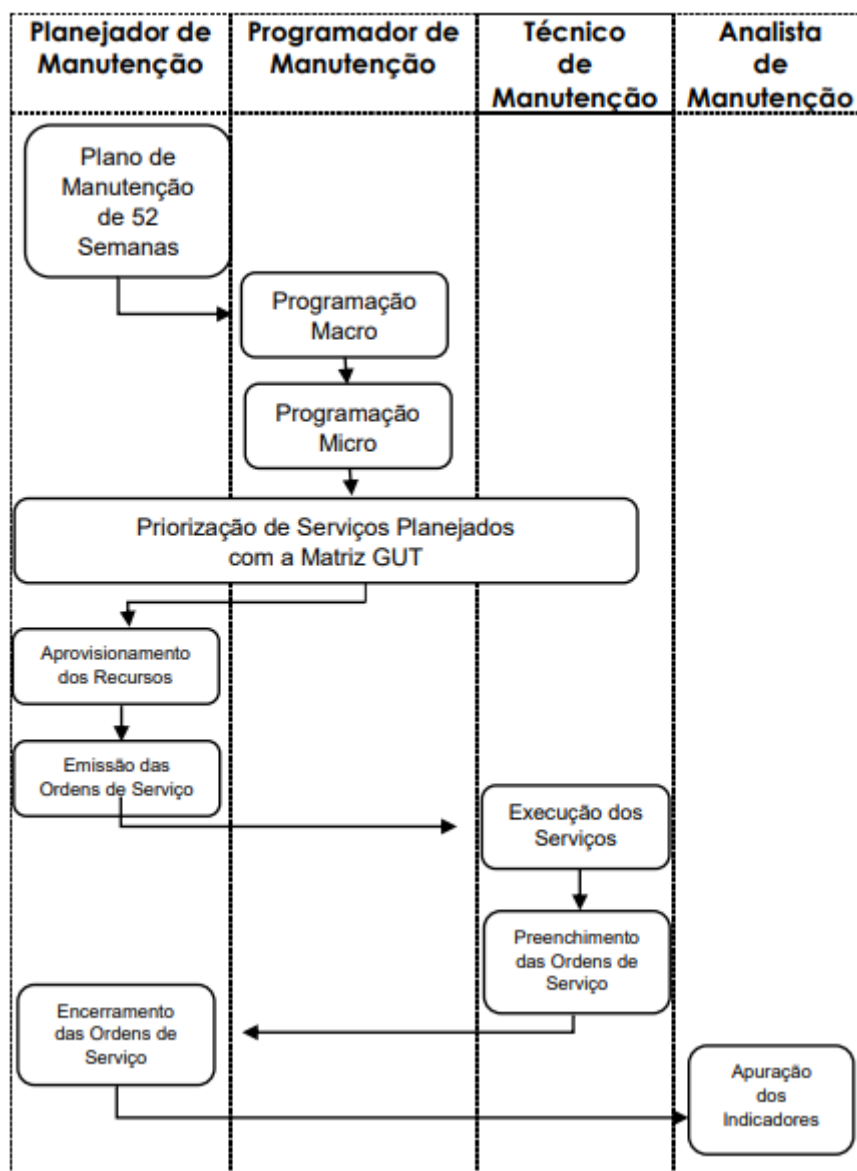 Planejador de
Manutenção
Programador de
Manutenção
Técnico
de
Manutenção
Analista
de
Manutenção
Plano de
Manutenção
de 52
Semanas
Programação
Macro
Programação
Micro
Priorização de Serviços Planejados
com a Matriz GUT
Aprovisionamento
dos Recursos
Emissão das
Ordens de Serviço
Execução dos
Serviços
Preenchimento
das Ordens de
Serviço
Encerramento
das Ordens de
Serviço
Apuração
dos
Indicadores